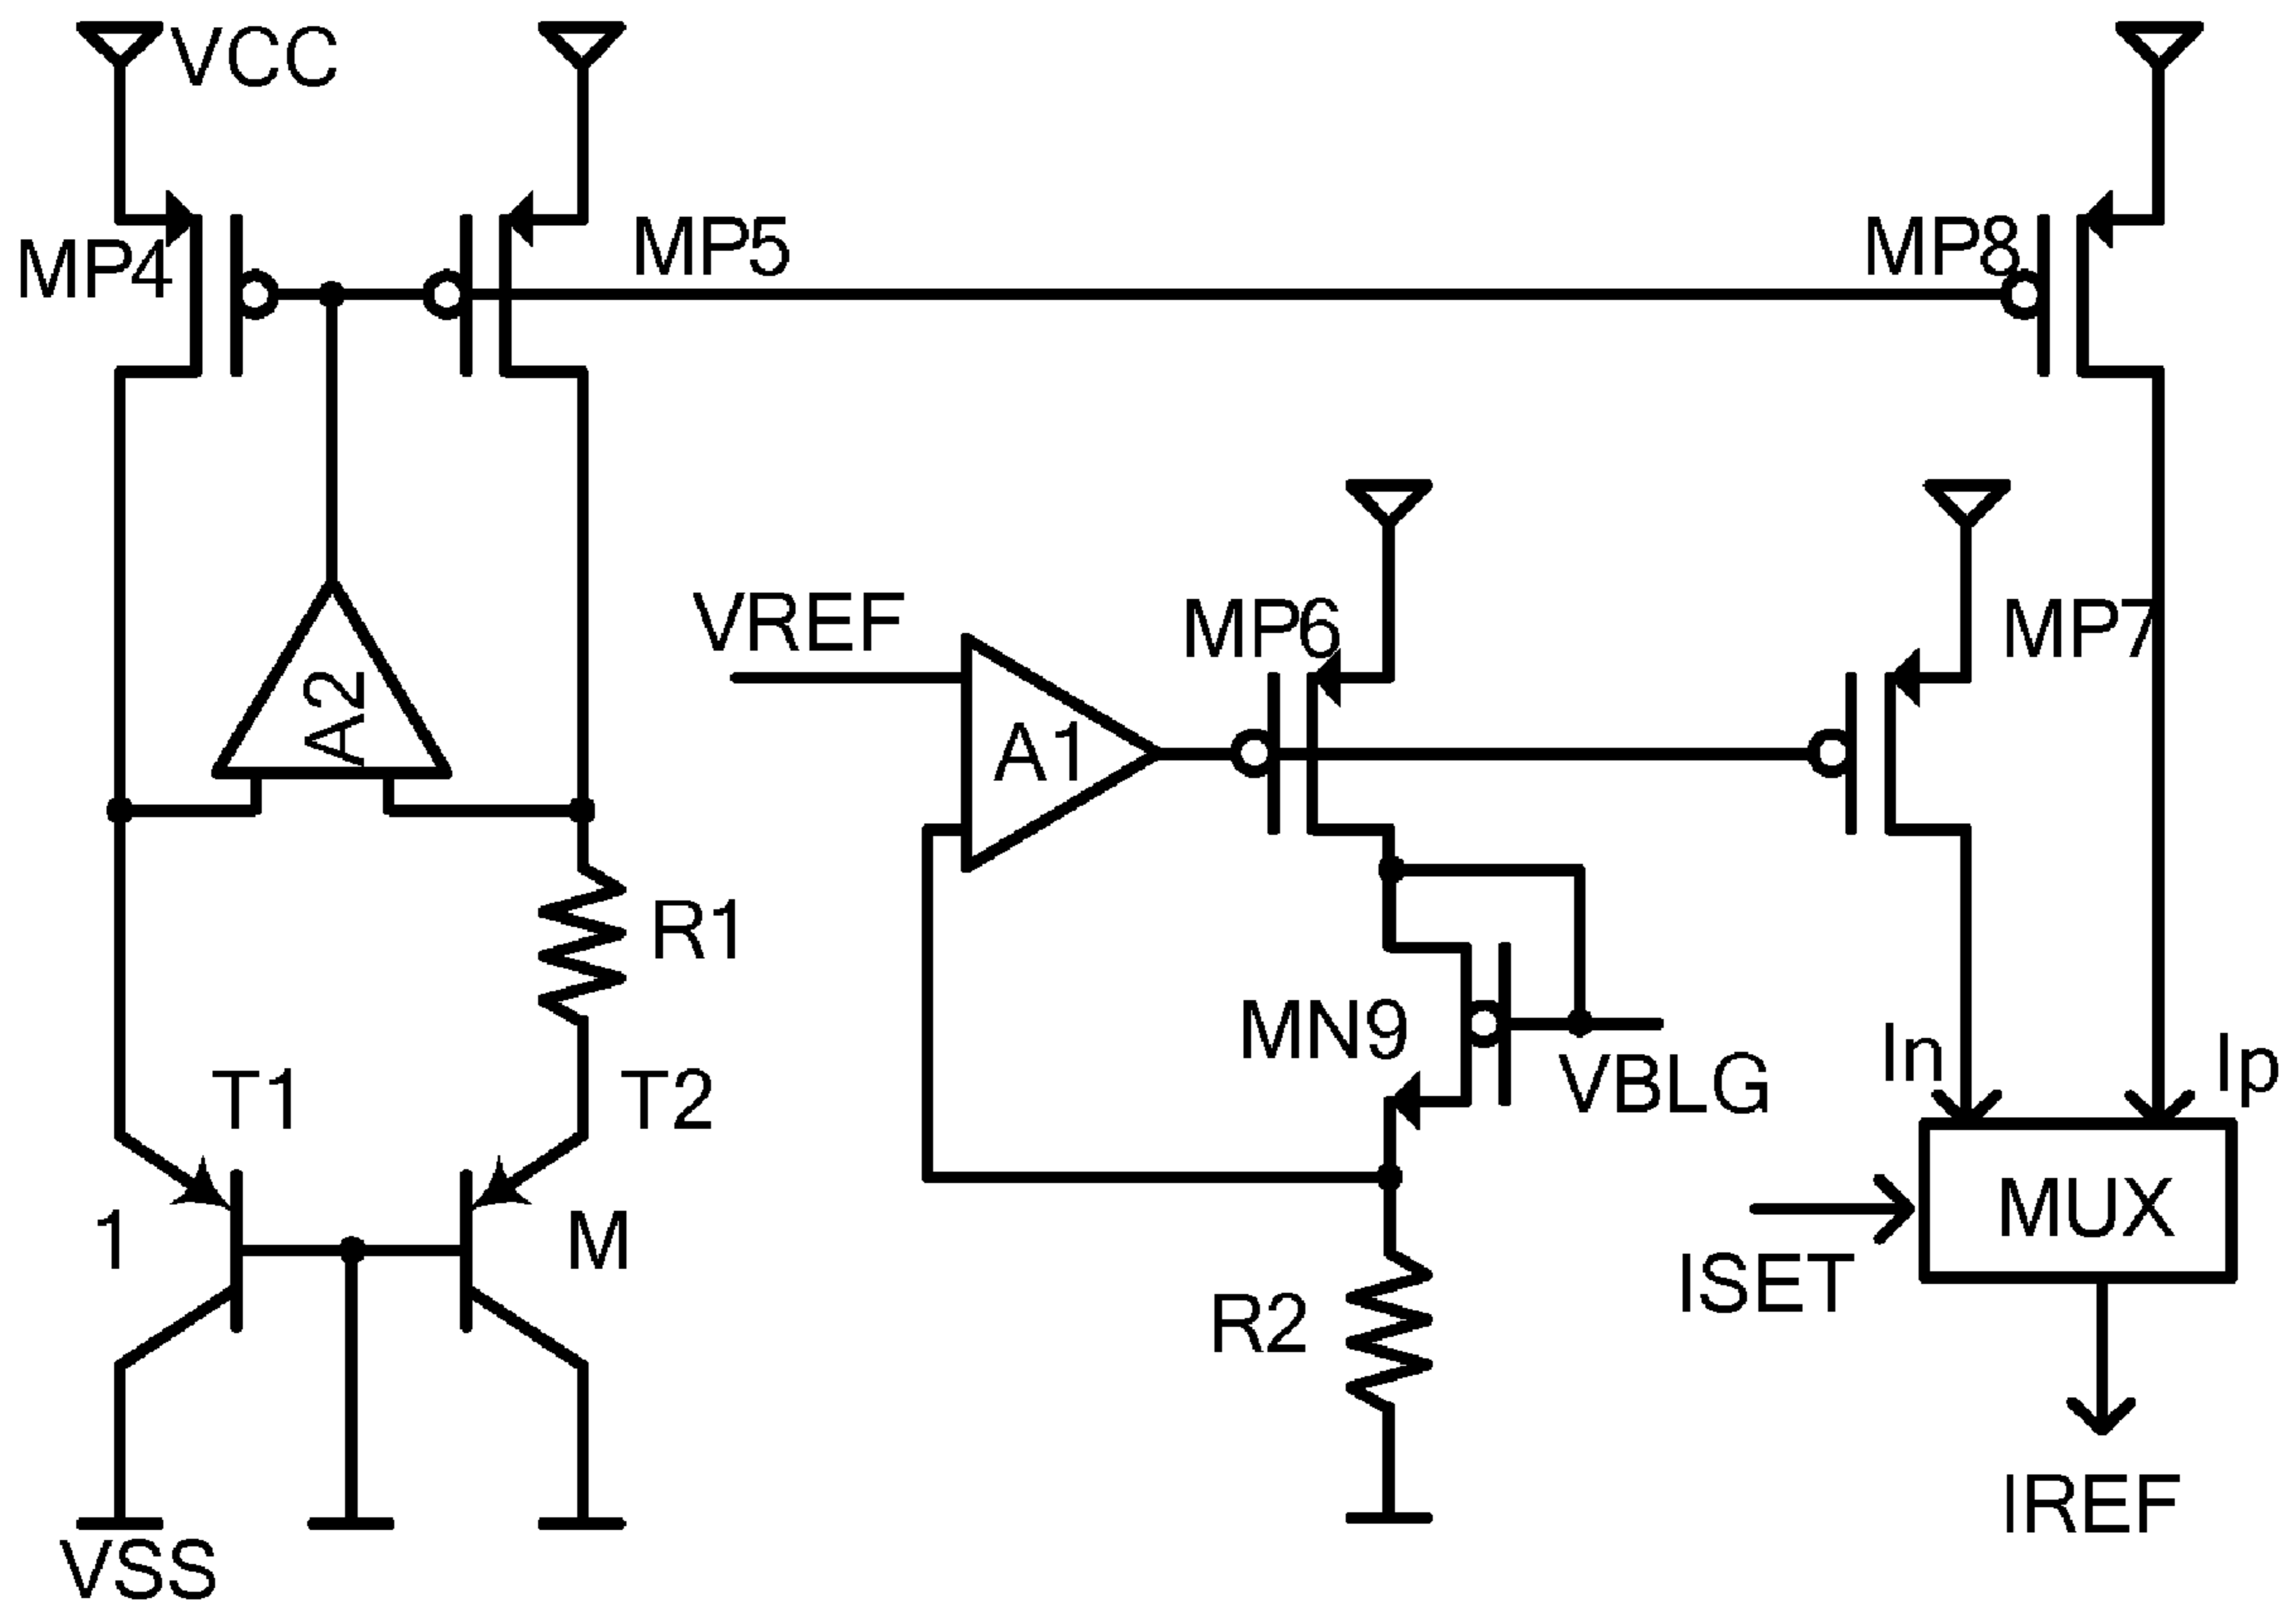 VCC
MP4
MP5
MP8
VREF
MP6
MP7
A2
A1
R1
MN9
VBLG
In
Ip
T1
T2
1
M
MUX
ISET
R2
IREF
VSS